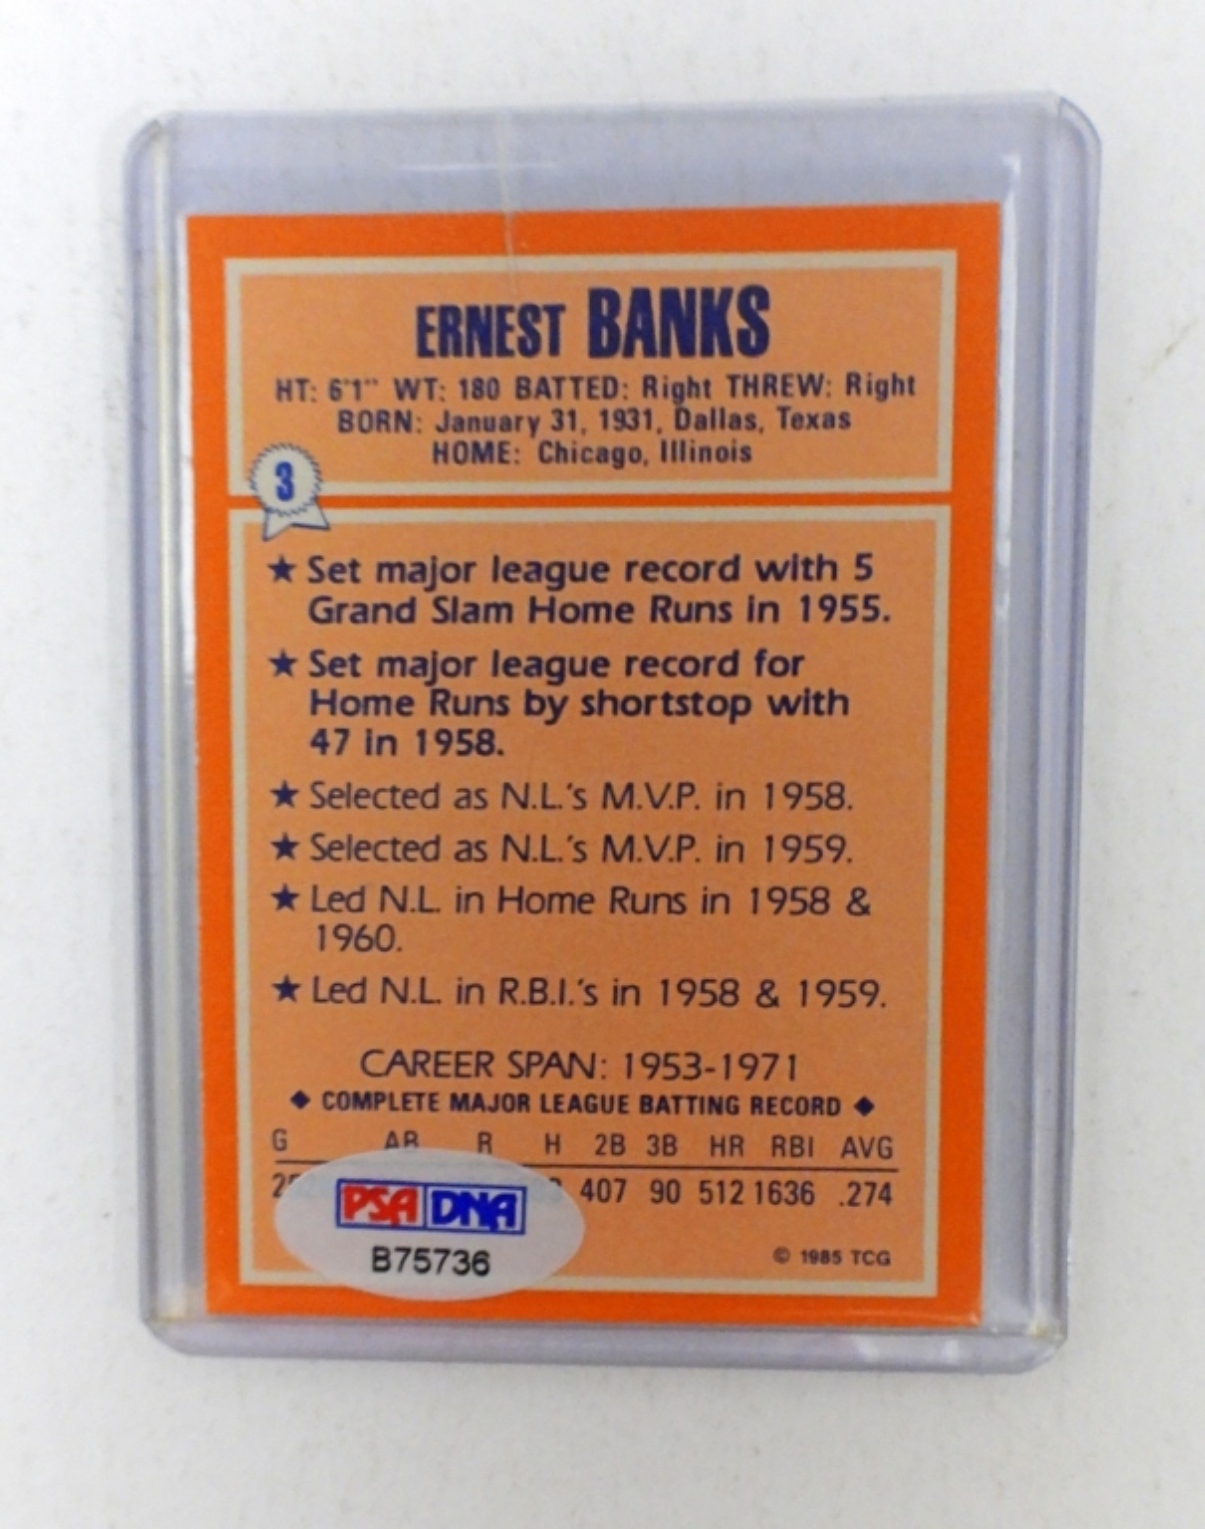 ERNEST BANKS
HT: 6'1" WT: 180 BATTED: Right THREW: Right
BORN: January 31, 1931, Dallas, Texas
HOME: Chicago, Illinois
3
★ Set major league record with 5
Grand Slam Home Runs in 1955.
★ Set major league record for
Home Runs by shortstop with
47 in 1958.
★ Selected as N.L.'s M.V.P. in 1958.
★ Selected as N.L.'s M.V.P. in 1959.
★ Led N.L. in Home Runs in 1958 &
1960.
★ Led N.L. in R.B.I.'s in 1958 & 1959.
CAREER SPAN: 1953-1971
◆ COMPLETE MAJOR LEAGUE BATTING RECORD ◆
G AB R H 2B 3B HR RBI AVG
407 90 512 1636 .274
PSA DNA
B75736
© 1985 TCG